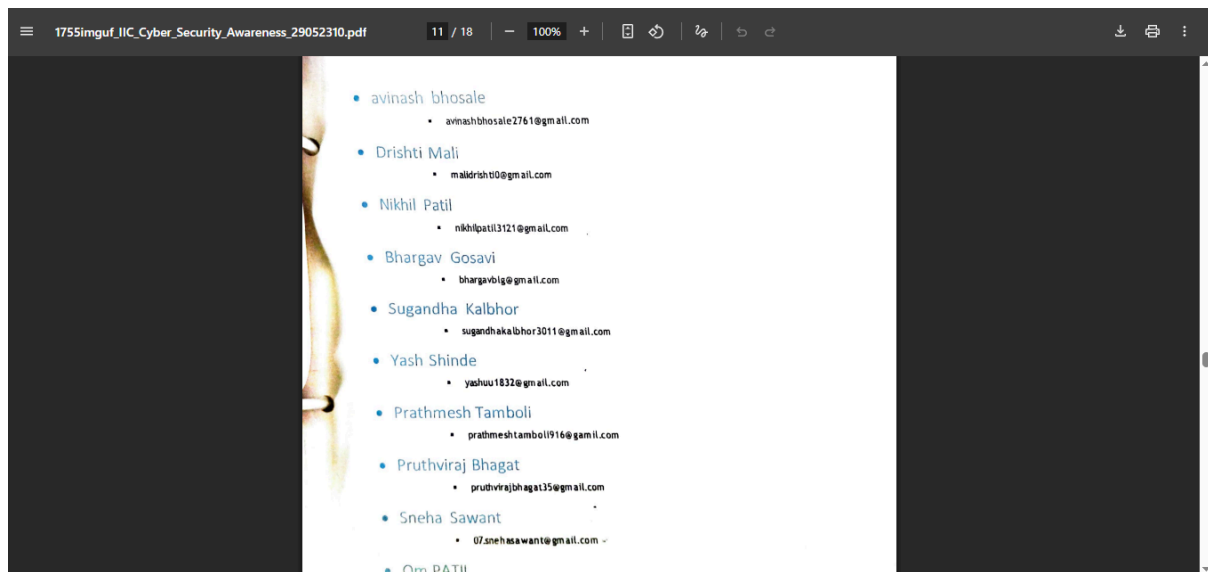 1755imguf_IIC_Cyber_Security_Awareness_29052310.pdf 11 / 18 100%
avinash bhosale
avinashbhosale2761@gmail.com
Drishti Mali
malidrishti0@gmail.com
Nikhil Patil
nikhilpatil3121@gmail.com
Bhargav Gosavi
bhargavblg@gmail.com
Sugandha Kalbhor
sugandhakalbhor3011@gmail.com
Yash Shinde
yashuu1832@gmail.com
Prathmesh Tamboli
prathmeshtamboli916@gamil.com
Pruthviraj Bhagat
pruthvirajbhagat35@gmail.com
Sneha Sawant
07.snehasawant@gmail.com
Om PATIL